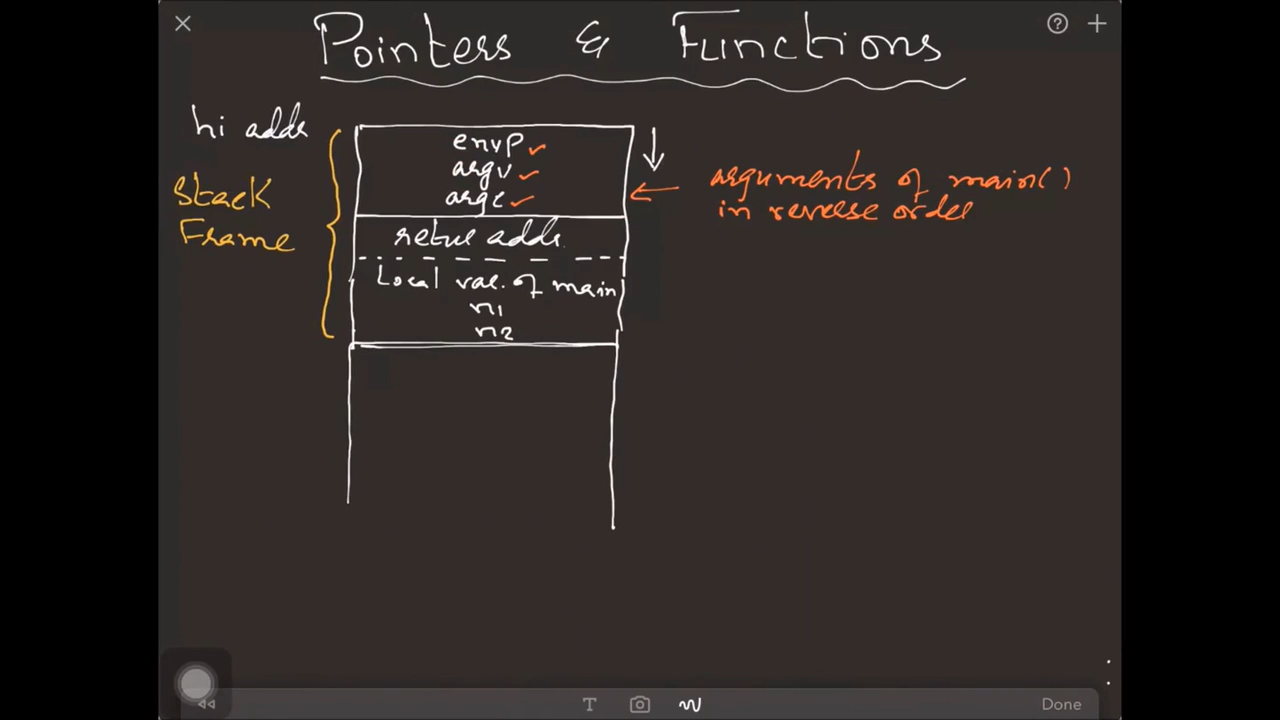 Pointers & Functions
hi addr
envp
argv
argc
Stack
Frame
arguments of main()
in reverse order
retur addr.
Local var. of main
n1
n2
T
Done